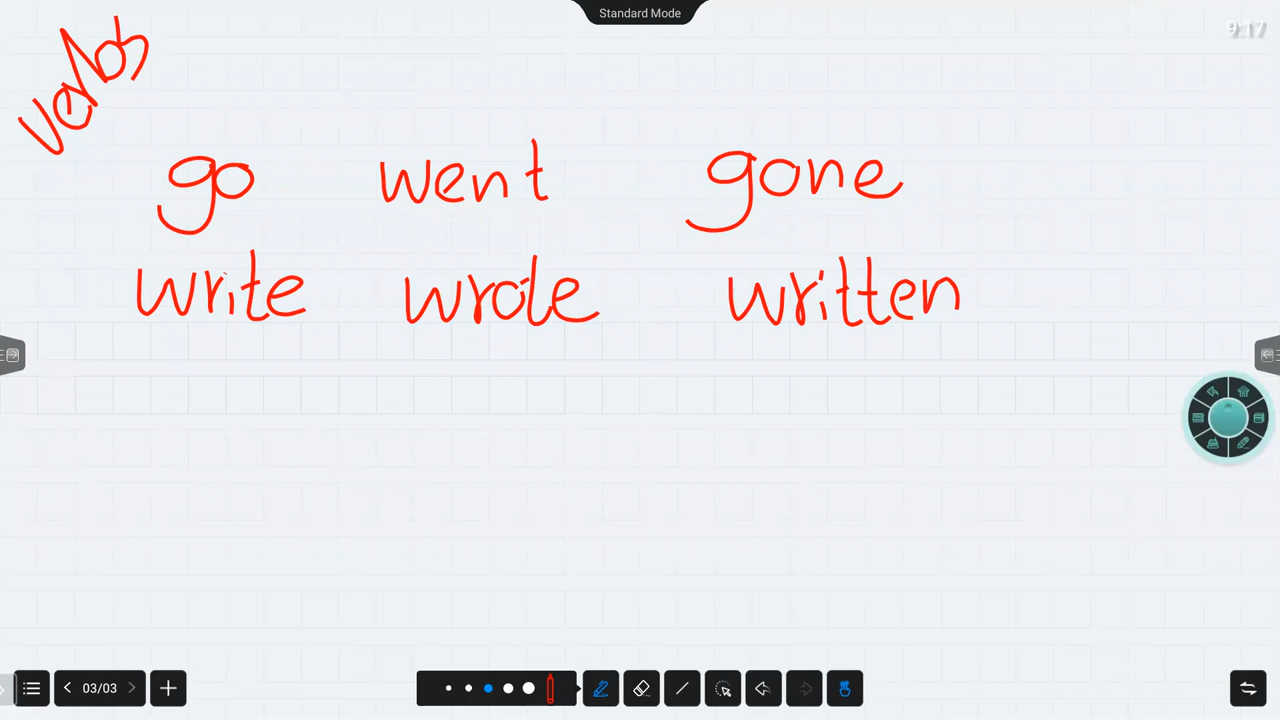 Standard Mode
9:17
verbs
go went gone
write wrote written
03/03